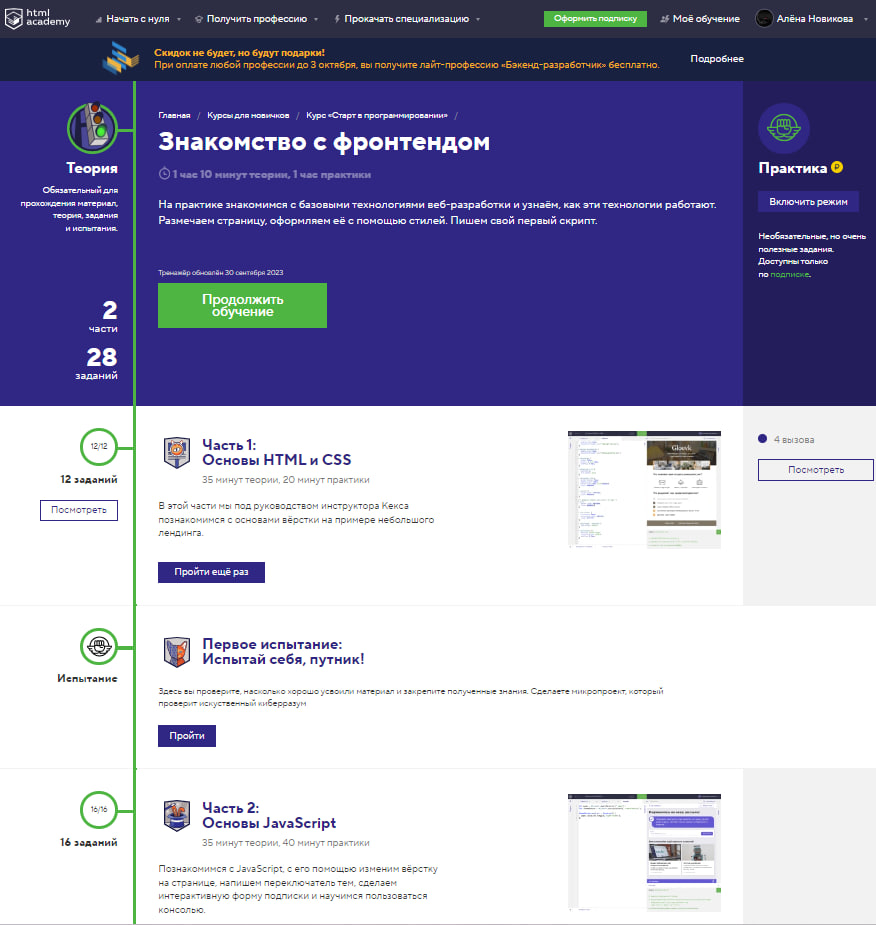 html
academy
Начать с нуля
Получить профессию
Прокачать специализацию
Оформить подписку
Моё обучение
Алёна Новикова
Скидок не будет, но будут подарки!
При оплате любой профессии до 3 октября, вы получите лайт-профессию «Бэкенд-разработчик» бесплатно.
Подробнее
Теория
Обязательный для
прохождения материал,
теория, задания
и испытания.
2
части
28
заданий
Главная / Курсы для новичков / Курс «Старт в программировании» /
Знакомство с фронтендом
1 час 10 минут теории, 1 час практики
На практике знакомимся с базовыми технологиями веб-разработки и узнаём, как эти технологии работают.
Размечаем страницу, оформляем её с помощью стилей. Пишем свой первый скрипт.
Тренажёр обновлён 30 сентября 2023
Продолжить
обучение
Практика
Включить режим
Необязательные, но очень
полезные задания.
Доступны только
по подписке.
12/12
12 заданий
Посмотреть
Часть 1:
Основы HTML и CSS
35 минут теории, 20 минут практики
В этой части мы под руководством инструктора Кекса
познакомимся с основами вёрстки на примере небольшого
лендинга.
Пройти ещё раз
4 вызова
Посмотреть
Испытание
Первое испытание:
Испытай себя, путник!
Здесь вы проверите, насколько хорошо усвоили материал и закрепите полученные знания. Сделаете микропроект, который
проверит искуственный киберразум
Пройти
16/16
16 заданий
Часть 2:
Основы JavaScript
35 минут теории, 40 минут практики
Познакомимся с JavaScript, с его помощью изменим вёрстку
на странице, напишем переключатель тем, сделаем
интерактивную форму подписки и научимся пользоваться
консолью.